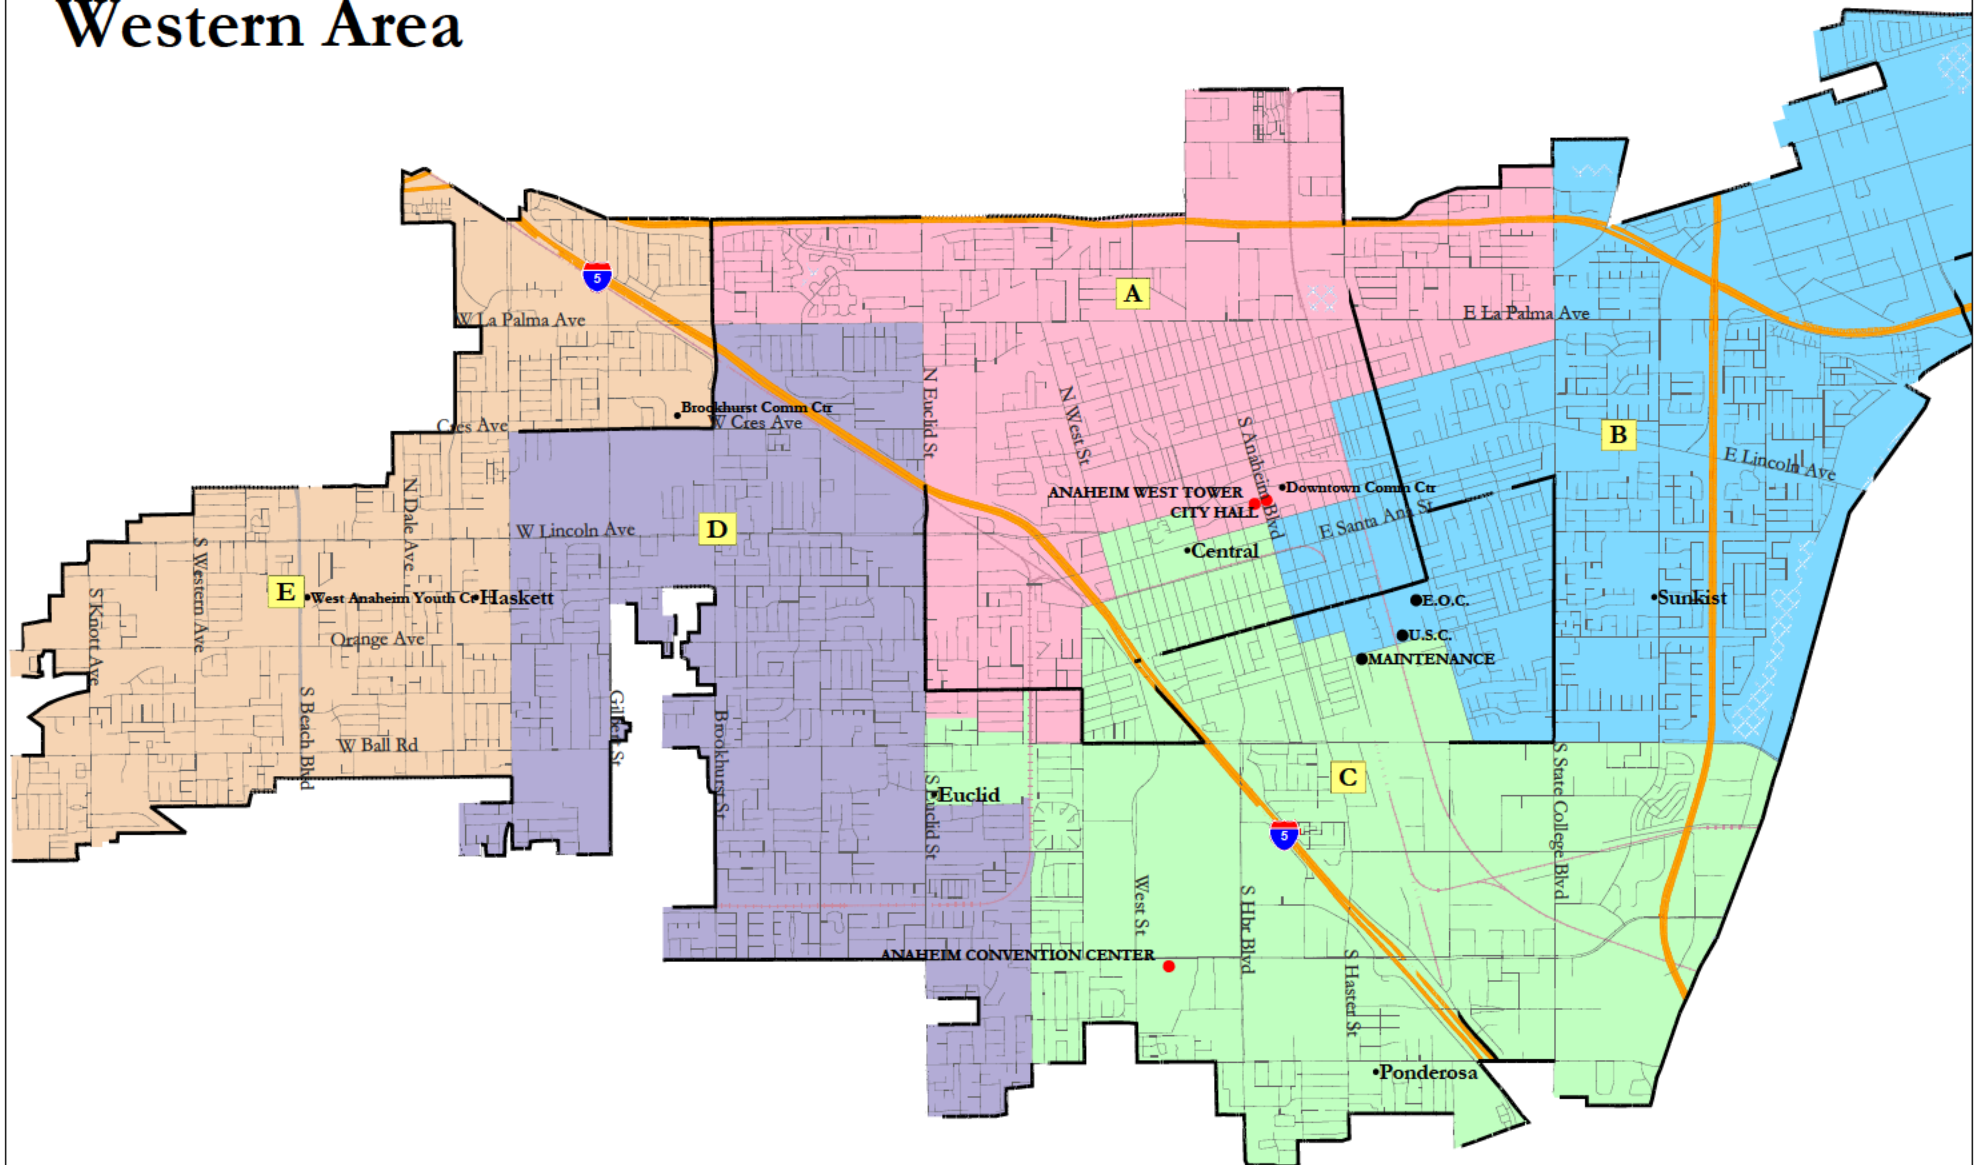 Western Area
5
A
W La Palma Ave
E La Palma Ave
Brookhurst Comm Ctr
W Cres Ave
Cres Ave
N Euclid St
N West St
S Anaheim Blvd
B
E Lincoln Ave
ANAHEIM WEST TOWER
Downtown Comm Ctr
CITY HALL
E Santa Ana St
N Dale Ave
W Lincoln Ave
D
Central
S Western Ave
S Knott Ave
E
West Anaheim Youth Ctr
Haskett
E.O.C.
Sunkist
Orange Ave
U.S.C.
MAINTENANCE
S Beach Blvd
Gilbert St
Brookhurst St
W Ball Rd
C
S State College Blvd
S Euclid St
Euclid
5
West St
S Hbr Blvd
ANAHEIM CONVENTION CENTER
S Haster St
Ponderosa